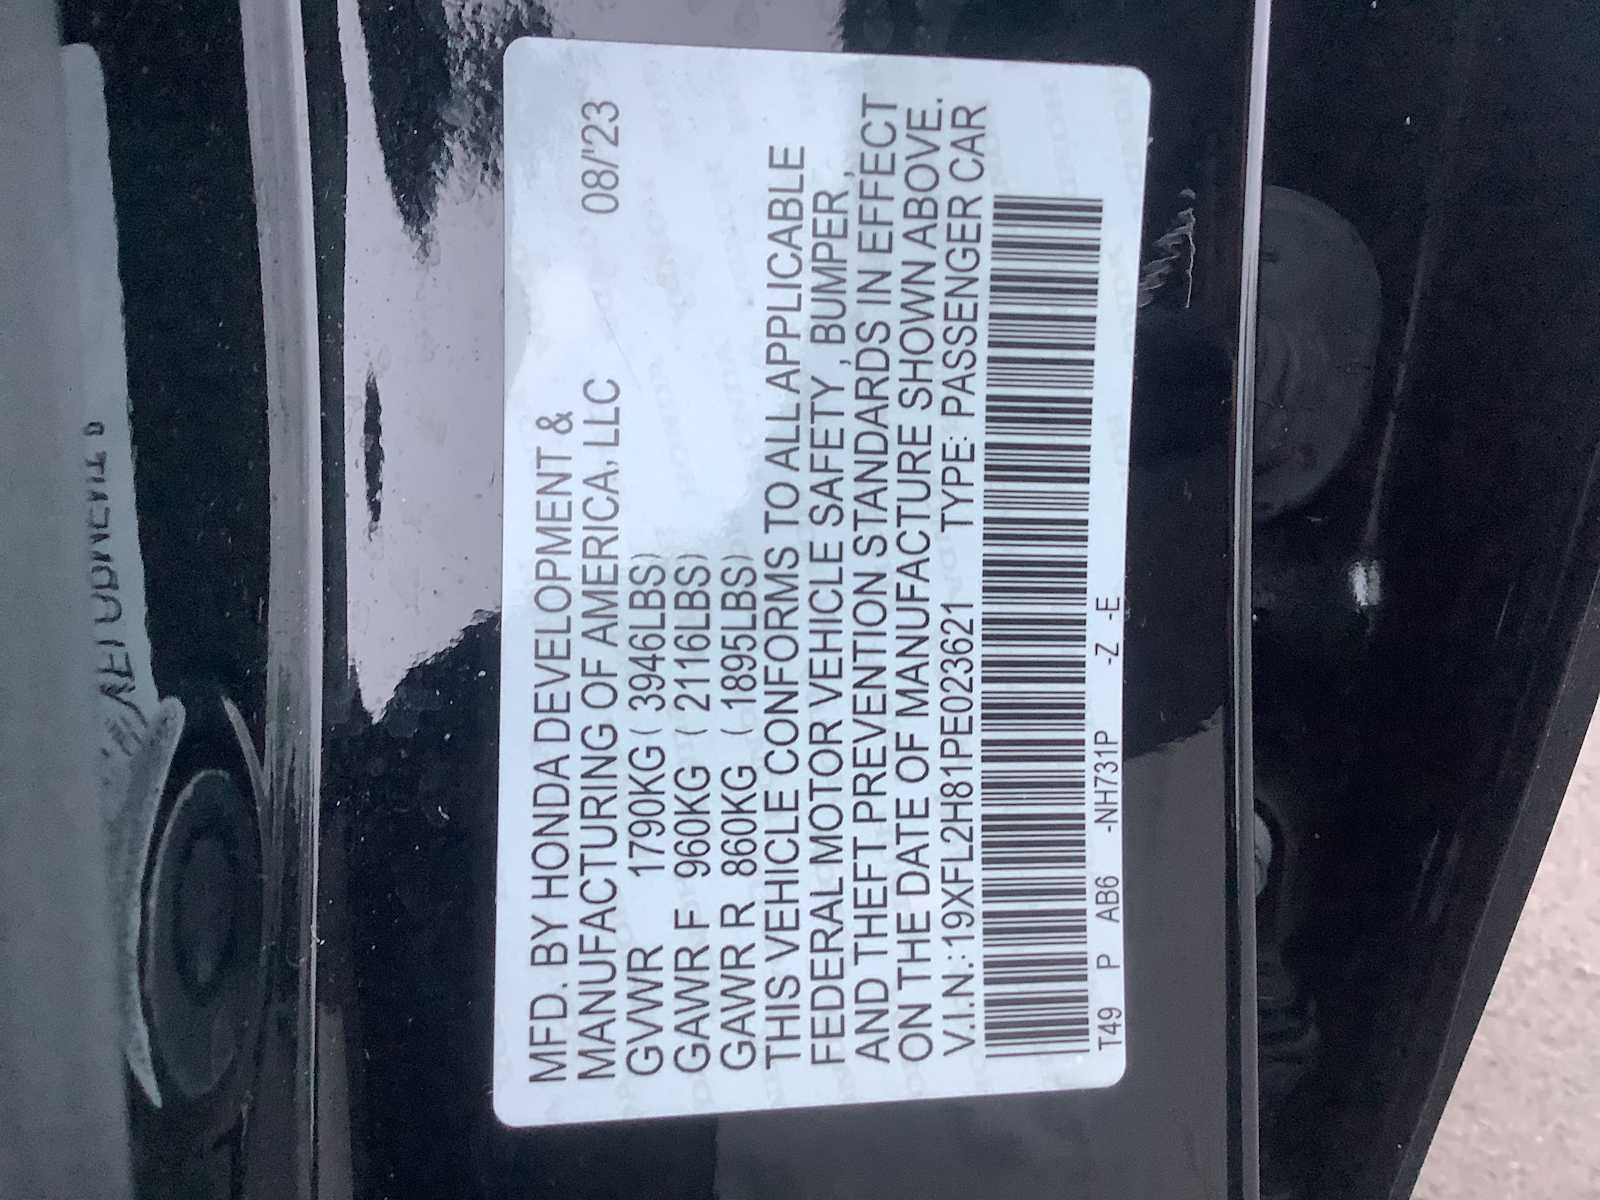 MFD. BY HONDA DEVELOPMENT &
MANUFACTURING OF AMERICA, LLC 08/'23
GVWR 1790KG ( 3946LBS)
GAWR F 960KG ( 2116LBS)
GAWR R 860KG ( 1895LBS)
THIS VEHICLE CONFORMS TO ALL APPLICABLE
FEDERAL MOTOR VEHICLE SAFETY , BUMPER ,
AND THEFT PREVENTION STANDARDS IN EFFECT
ON THE DATE OF MANUFACTURE SHOWN ABOVE.
V.I.N.:19XFL2H81PE023621 TYPE: PASSENGER CAR
T49 P AB6 -NH731P -Z -E